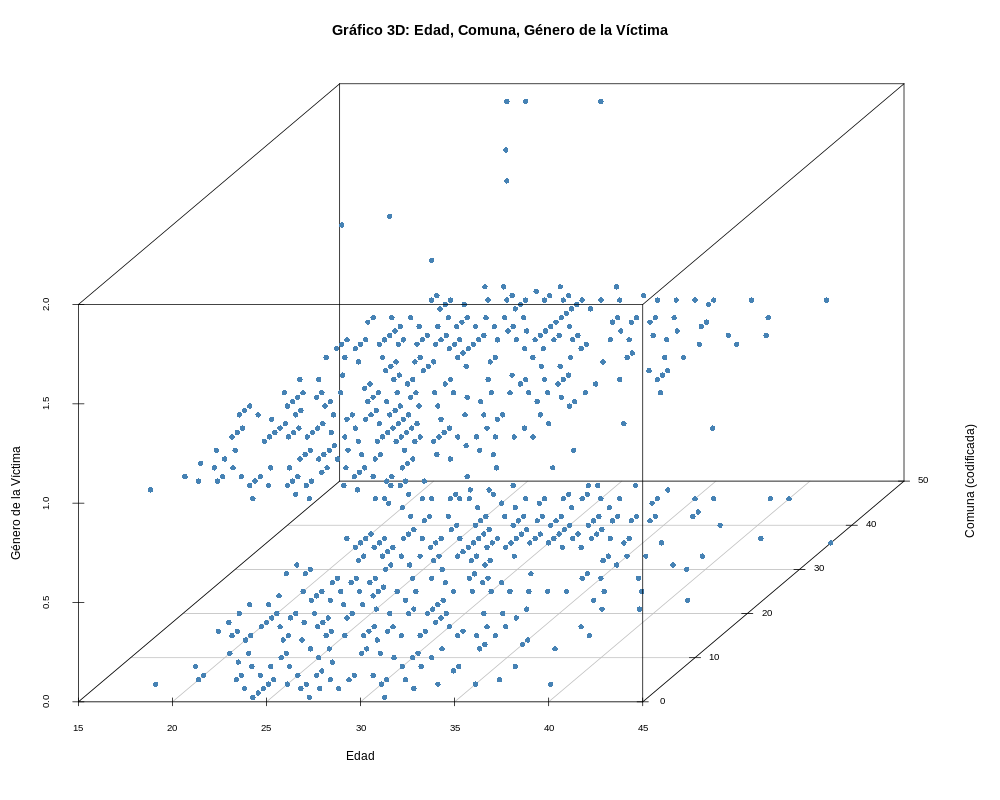 Gráfico 3D: Edad, Comuna, Género de la Víctima
2.0
1.5
1.0
0.5
0.0
Género de la Víctima
15 20 25 30 35 40 45
Edad
0
10
20
30
40
50
Comuna (codificada)